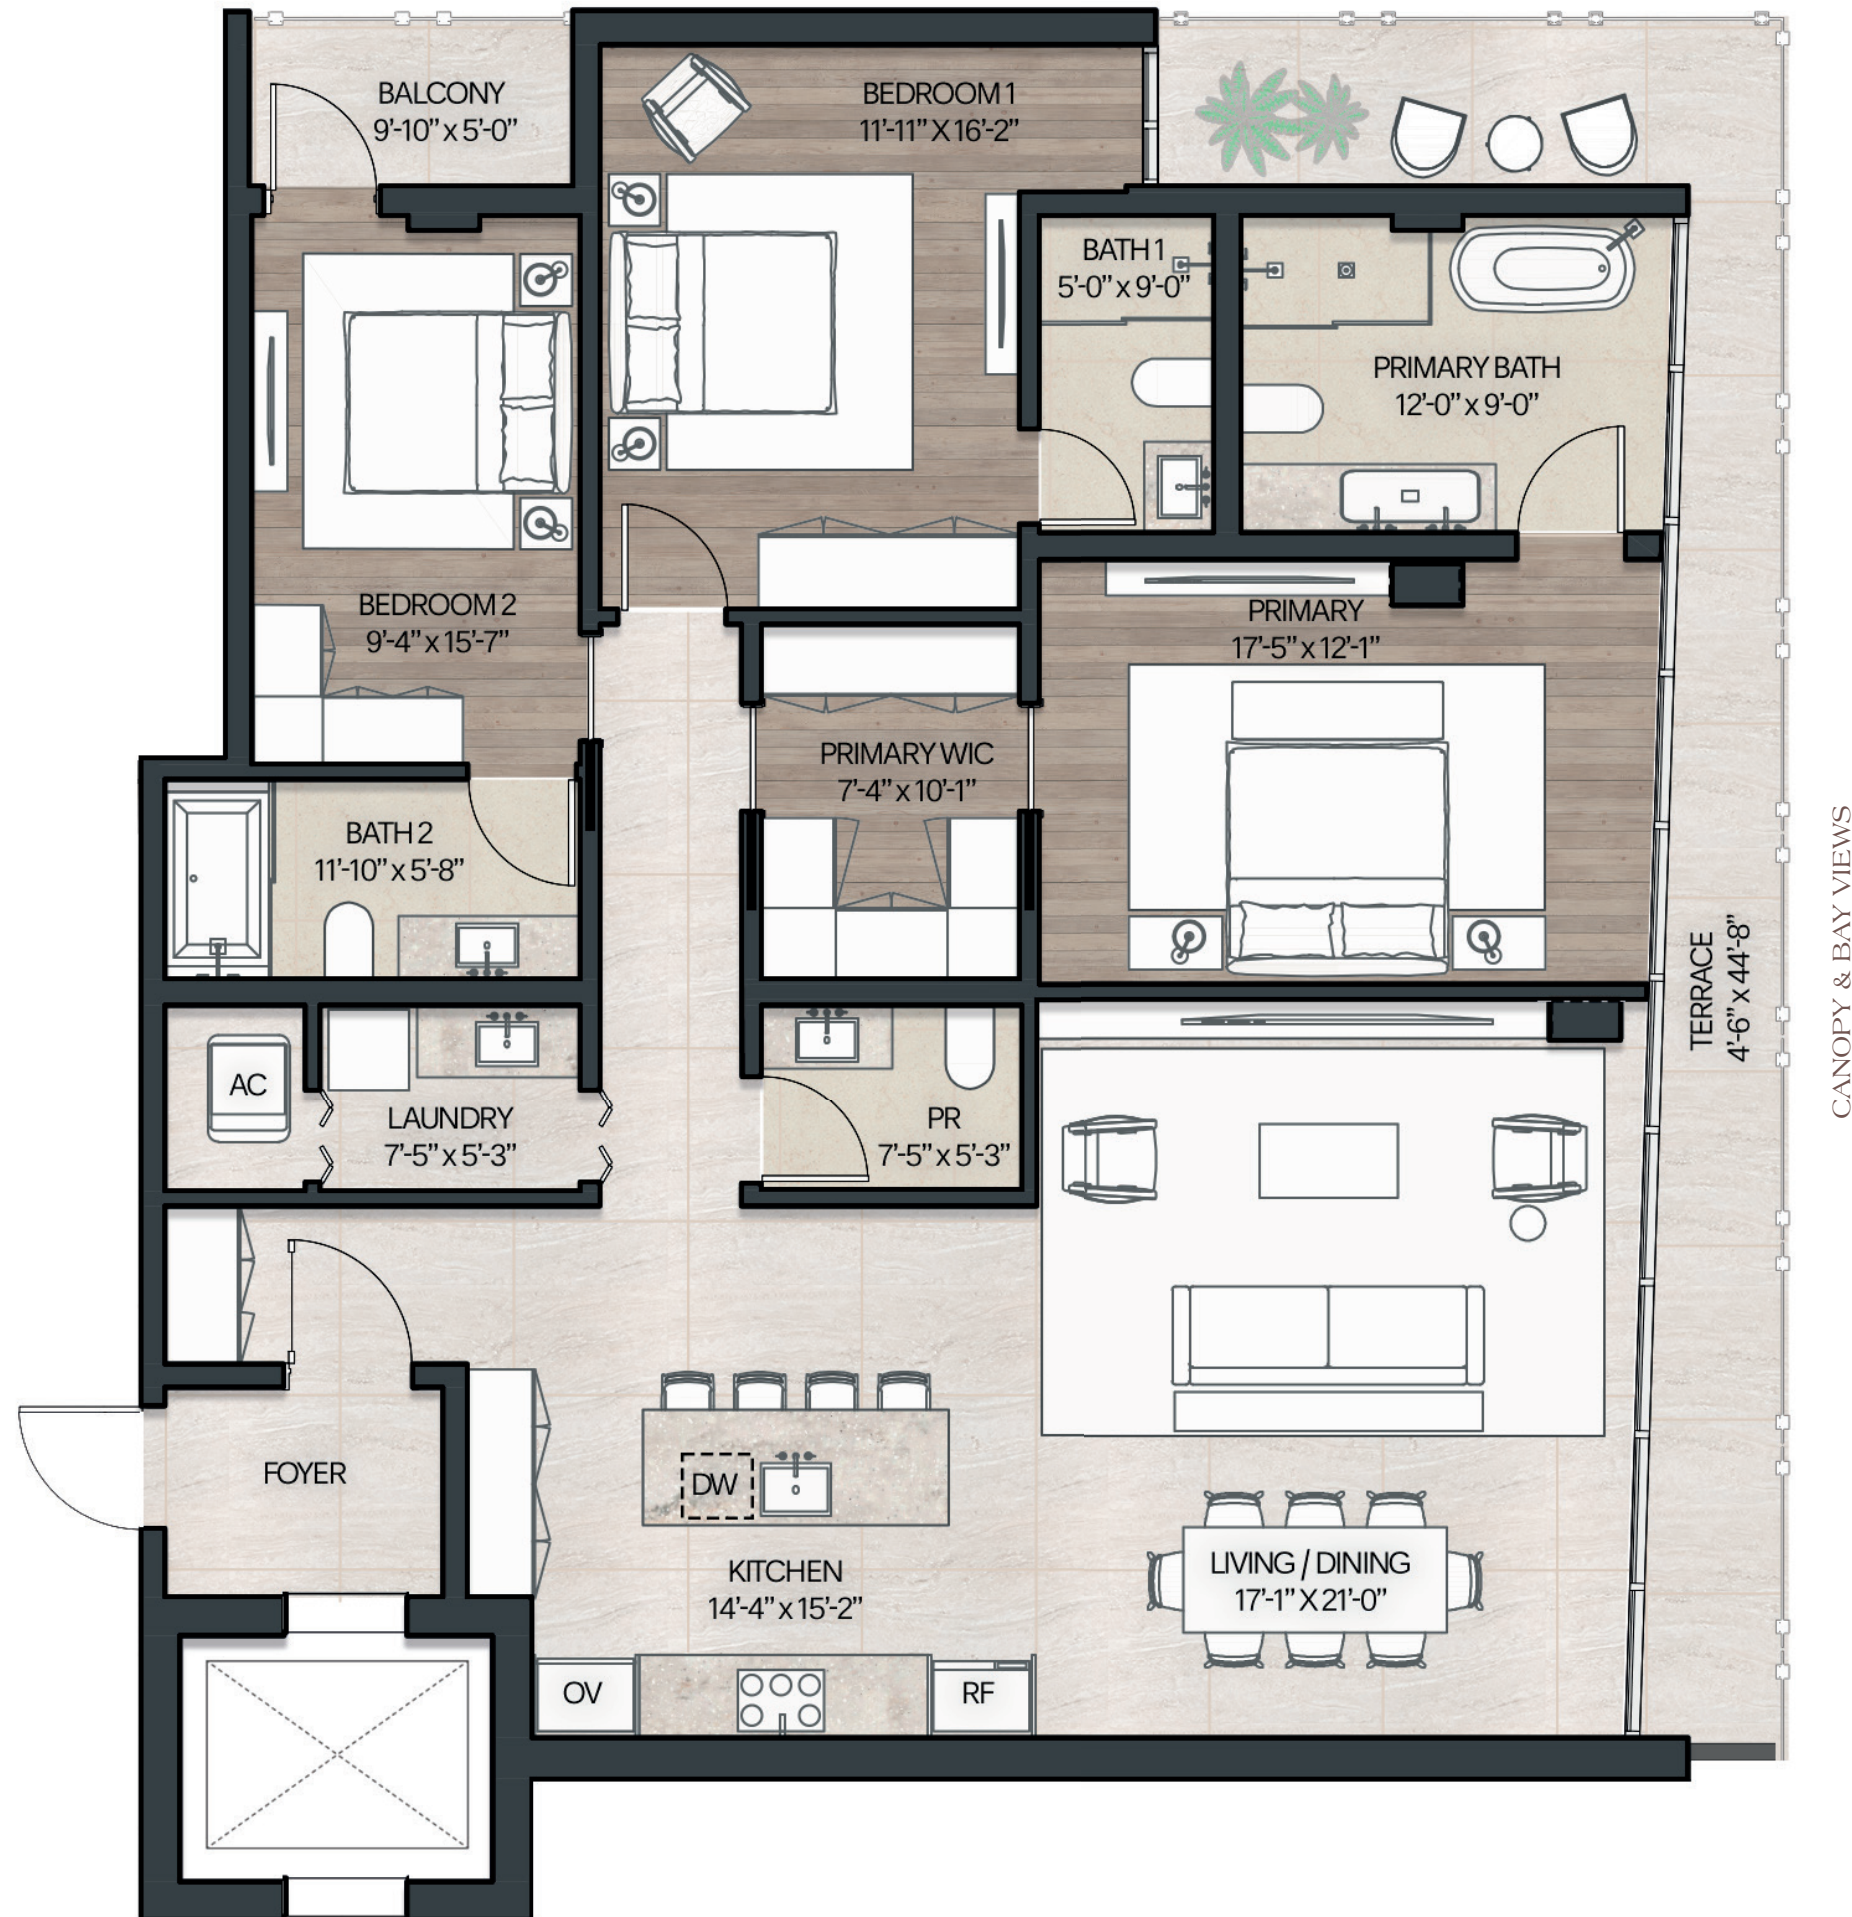 BALCONY
9'-10” x 5'-0”
BEDROOM 1
11'-11” X 16'-2”
BATH 1
5'-0” x 9'-0”
PRIMARY BATH
12'-0” x 9'-0”
BEDROOM 2
9'-4” x 15'-7”
PRIMARY
17'-5” x 12'-1”
PRIMARY WIC
7'-4” x 10'-1”
BATH 2
11'-10” x 5'-8”
TERRACE
4'-6” x 44'-8”
CANOPY & BAY VIEWS
AC
LAUNDRY
7'-5” x 5'-3”
PR
7'-5” x 5'-3”
FOYER
DW
KITCHEN
14'-4” x 15'-2”
LIVING / DINING
17'-1” X 21'-0”
OV
RF